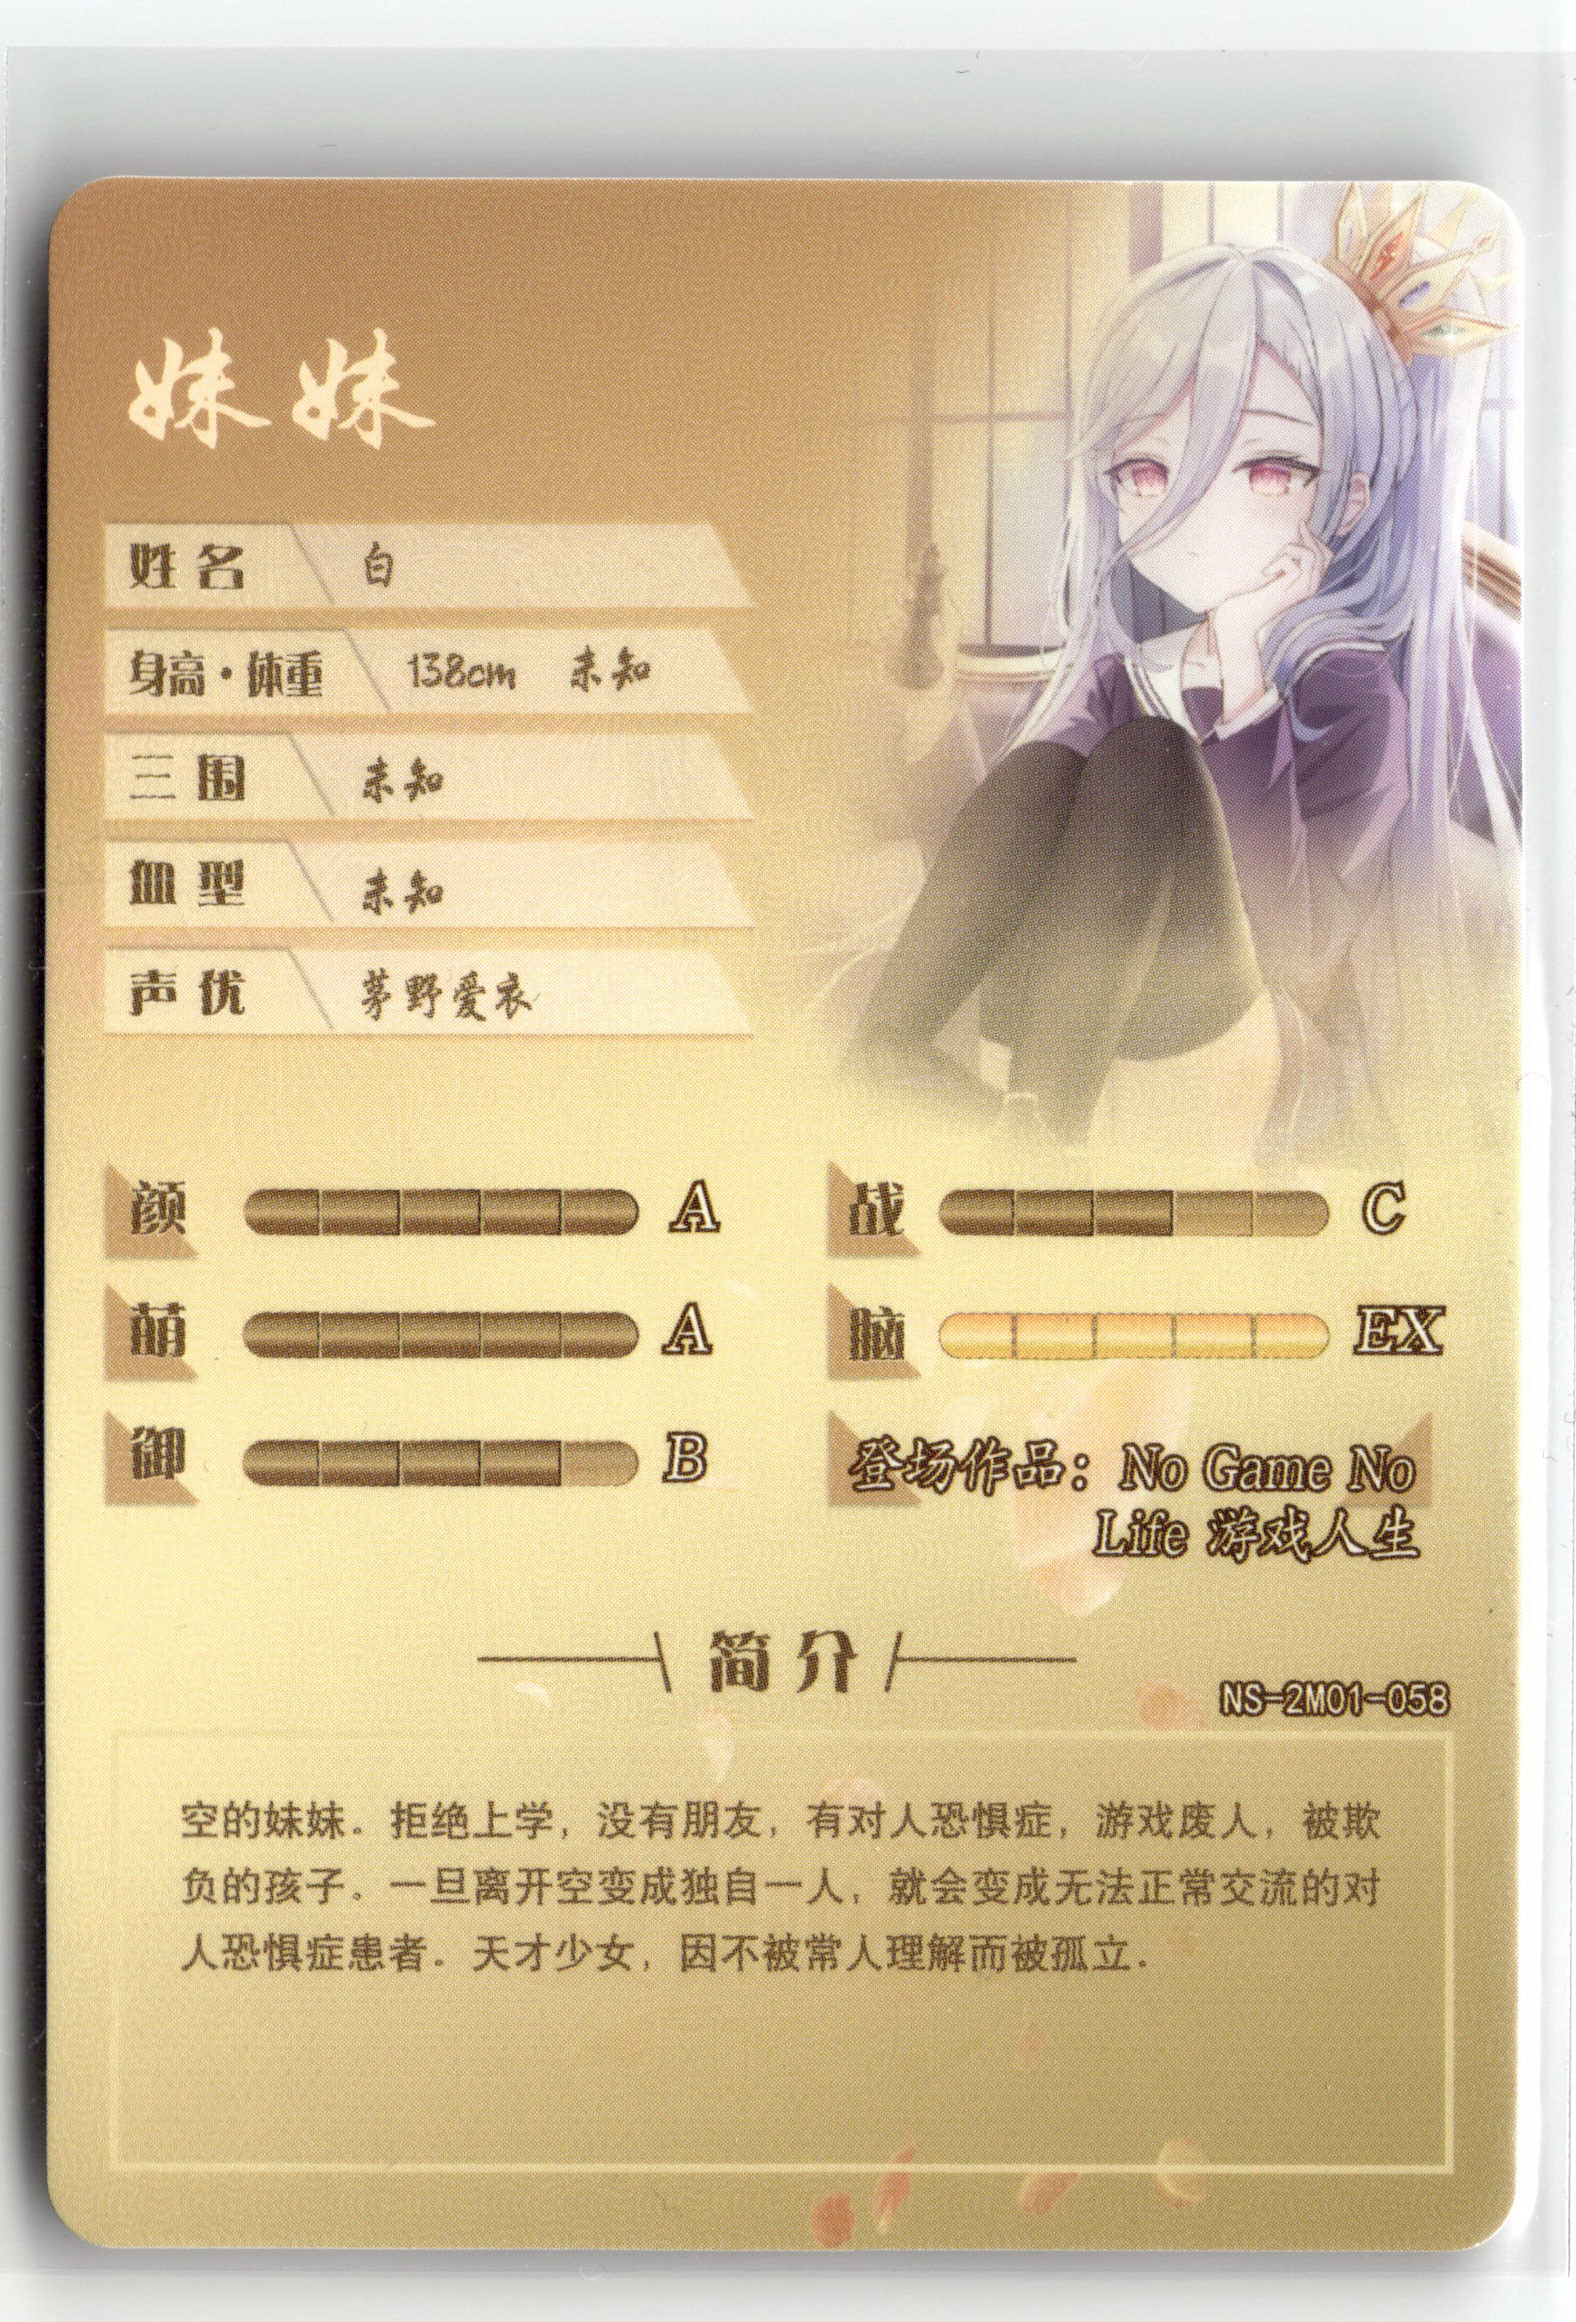 妹妹
姓名 白
身高·体重 138cm 未知
三围 未知
血型 未知
声优 茅野爱衣
颜 A
战 C
萌 A
脑 EX
御 B
登场作品：No Game No
Life 游戏人生
简介
NS-2M01-058
空的妹妹。拒绝上学，没有朋友，有对人恐惧症，游戏废人，被欺
负的孩子。一旦离开空变成独自一人，就会变成无法正常交流的对
人恐惧症患者。天才少女，因不被常人理解而被孤立.